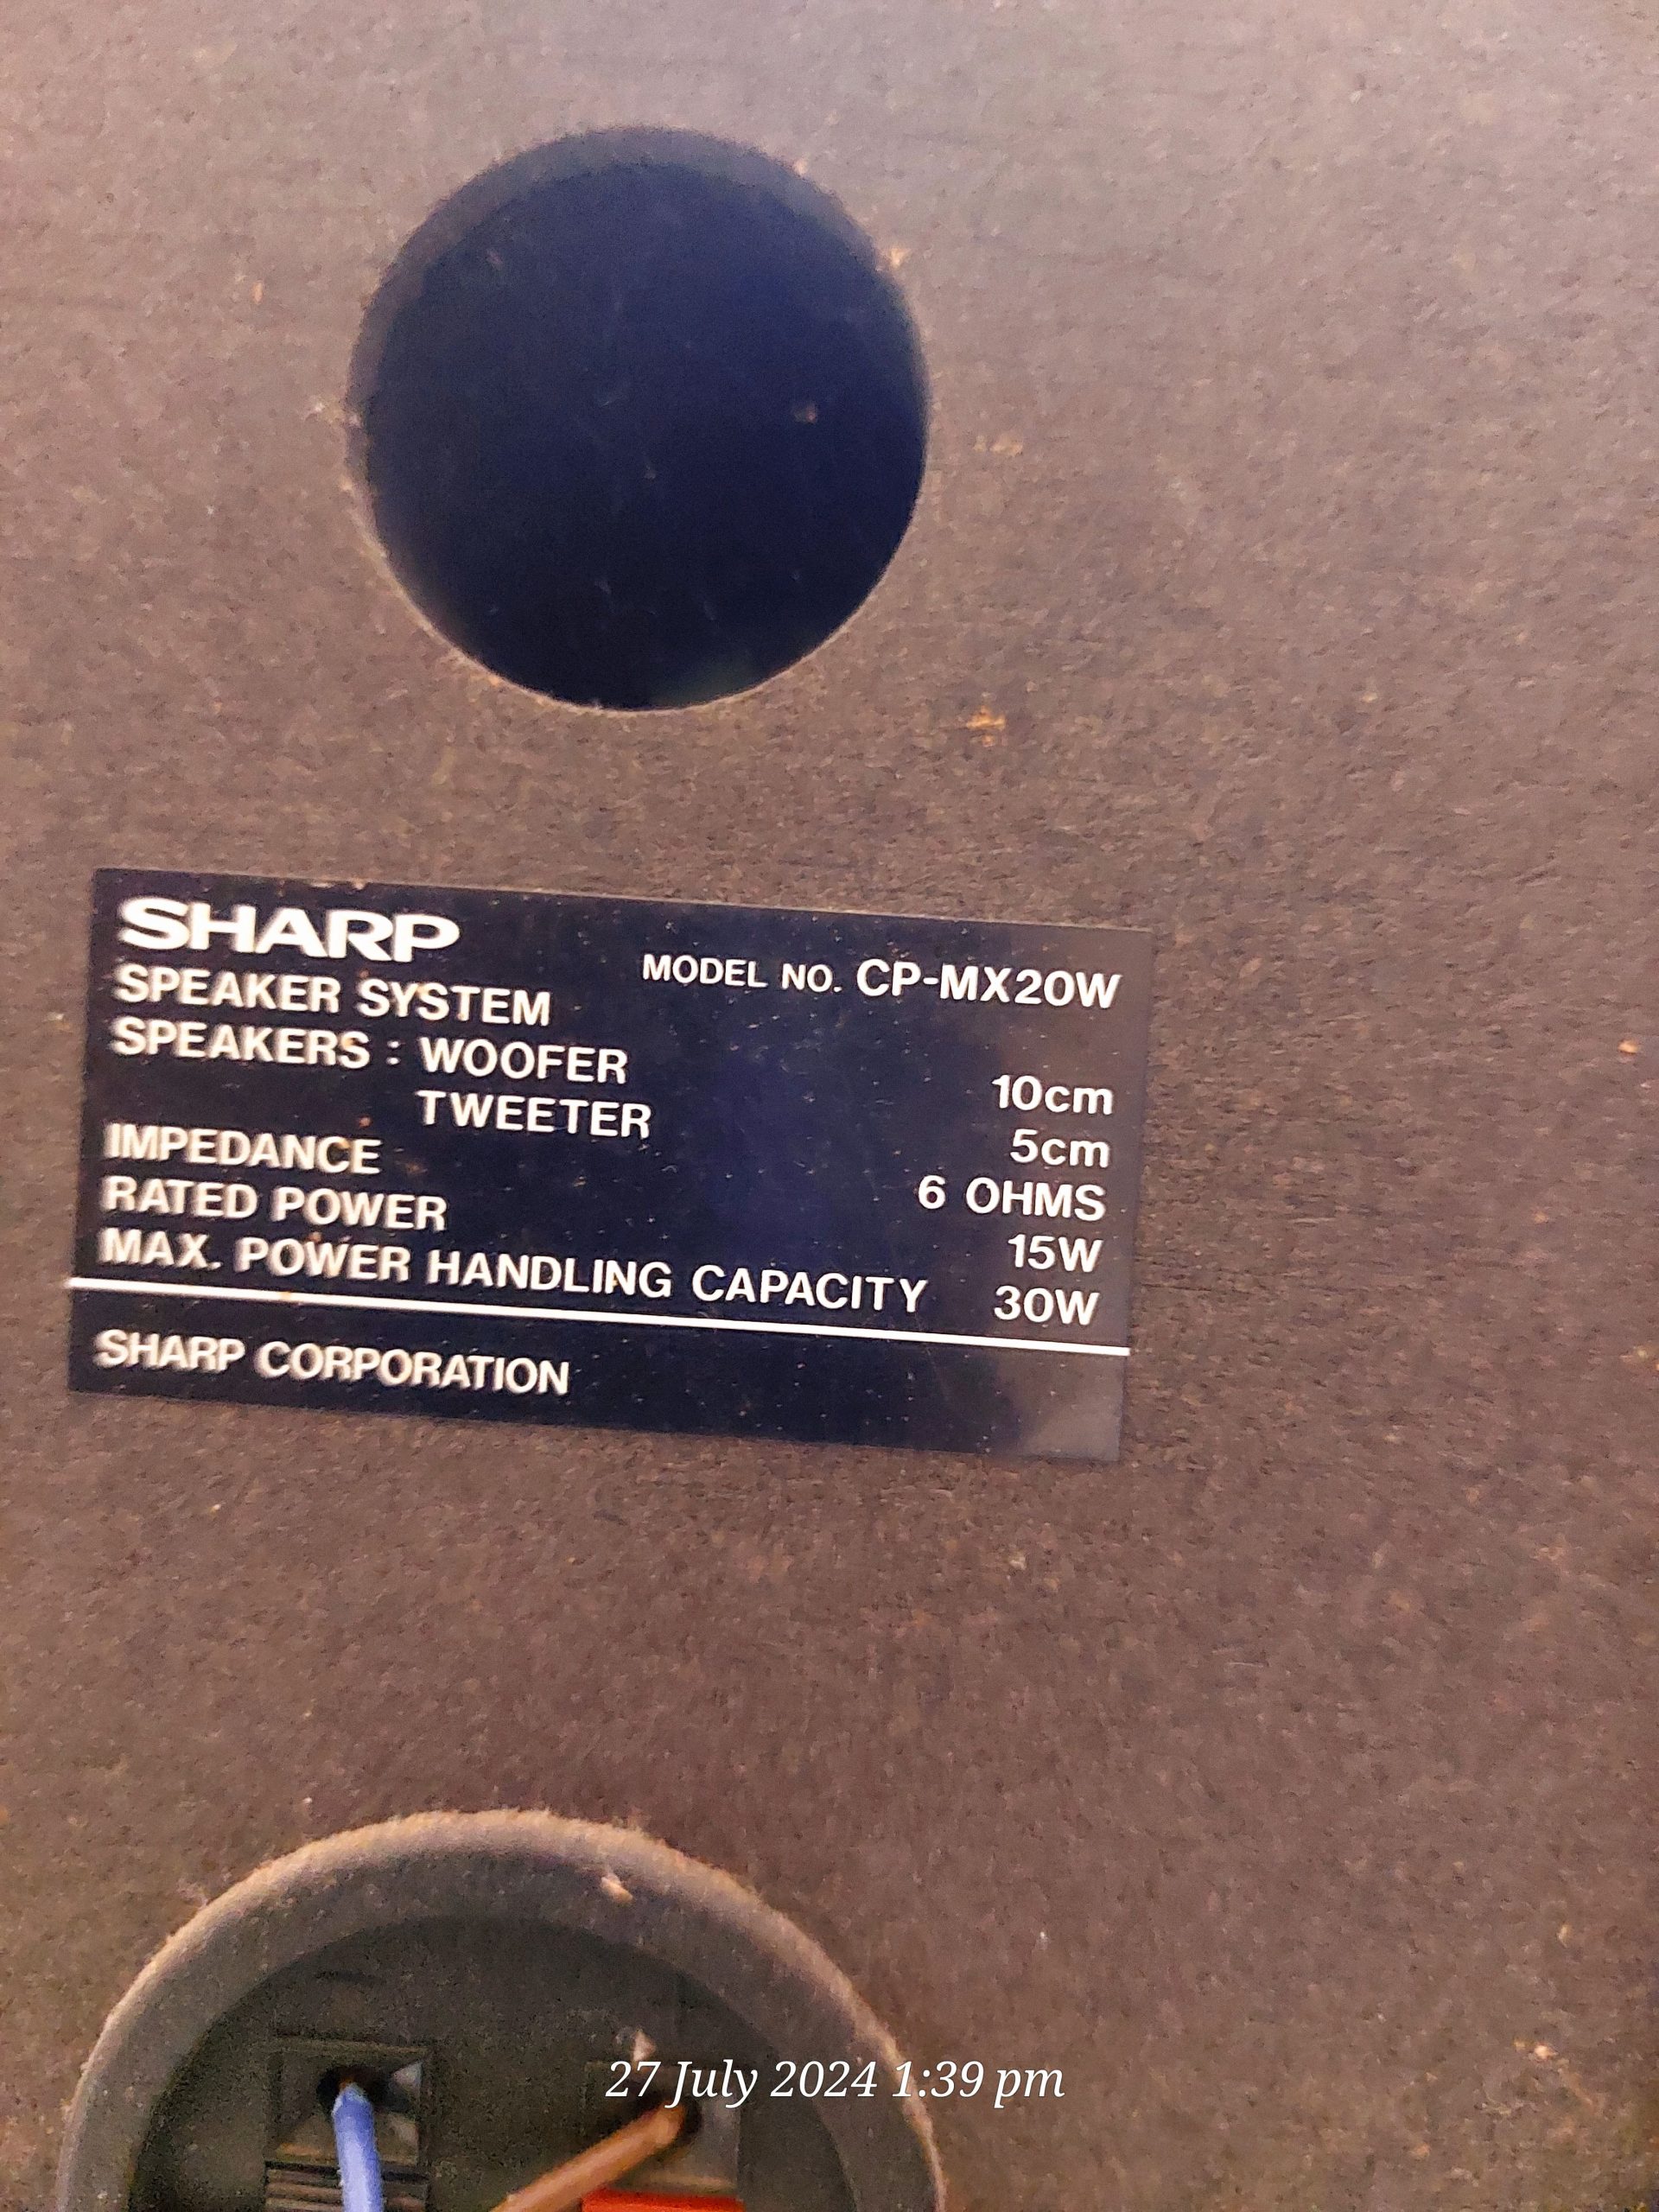 SHARP
MODEL NO. CP-MX20W
SPEAKER SYSTEM
SPEAKERS : WOOFER 10cm
TWEETER 5cm
IMPEDANCE 6 OHMS
RATED POWER 15W
MAX. POWER HANDLING CAPACITY 30W
SHARP CORPORATION
27 July 2024 1:39 pm